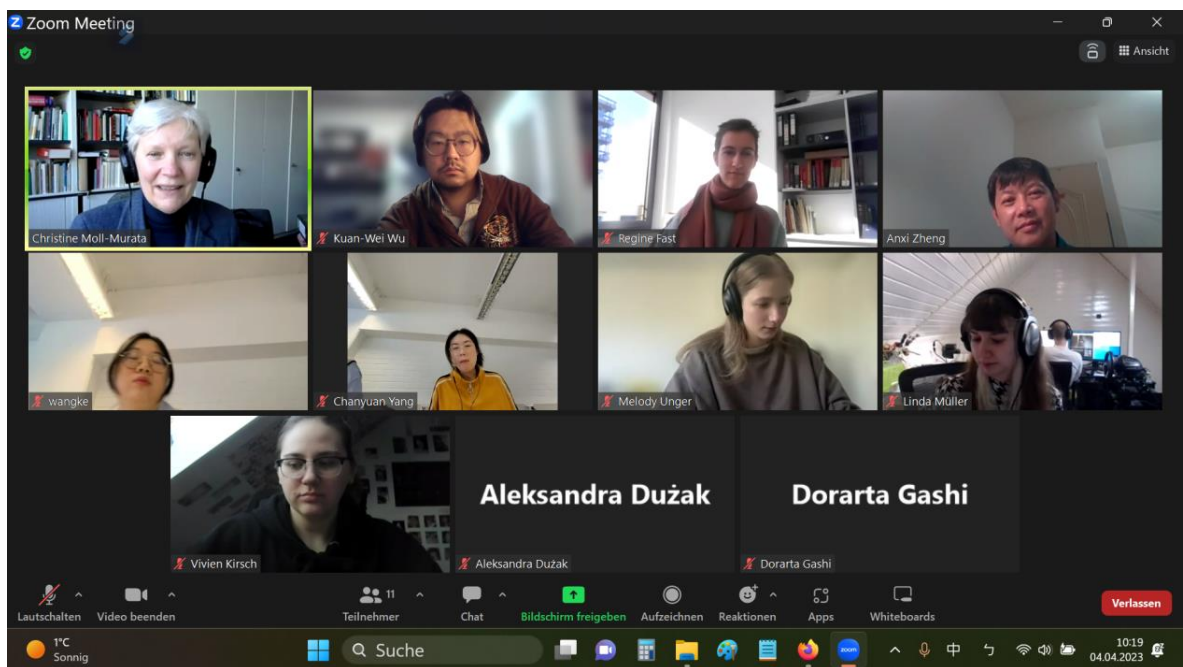 Zoom Meeting
Ansicht
Christine Moll-Murata
Kuan-Wei Wu
Regine Fast
Anxi Zheng
wangke
Chanyuan Yang
Melody Unger
Linda Müller
Vivien Kirsch
Aleksandra Dużak
Aleksandra Dużak
Dorarta Gashi
Dorarta Gashi
Lautschalten
Video beenden
11
Teilnehmer
Chat
Bildschirm freigeben
Aufzeichnen
Reaktionen
Apps
Whiteboards
Verlassen
1°C
Sonnig
Suche
zoom
中
ㄅ
10:19
04.04.2023